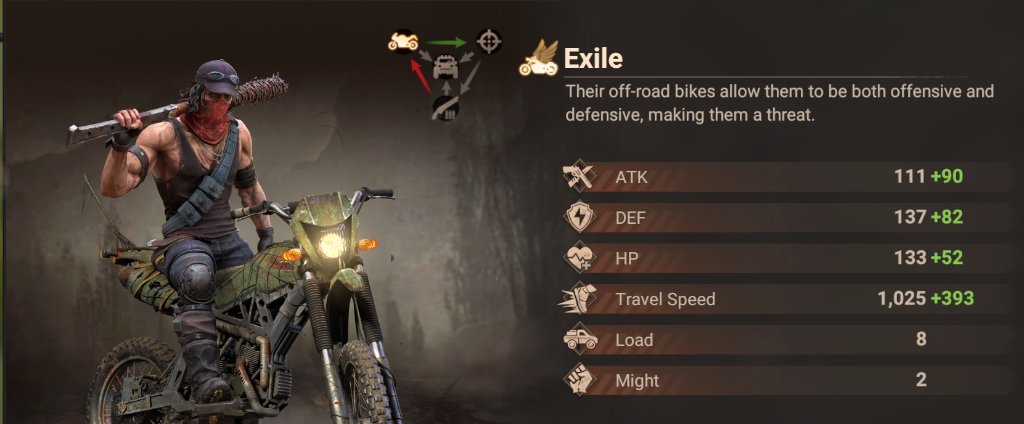 Exile
Their off-road bikes allow them to be both offensive and
defensive, making them a threat.
ATK 111 +90
DEF 137 +82
HP 133 +52
Travel Speed 1,025 +393
Load 8
Might 2